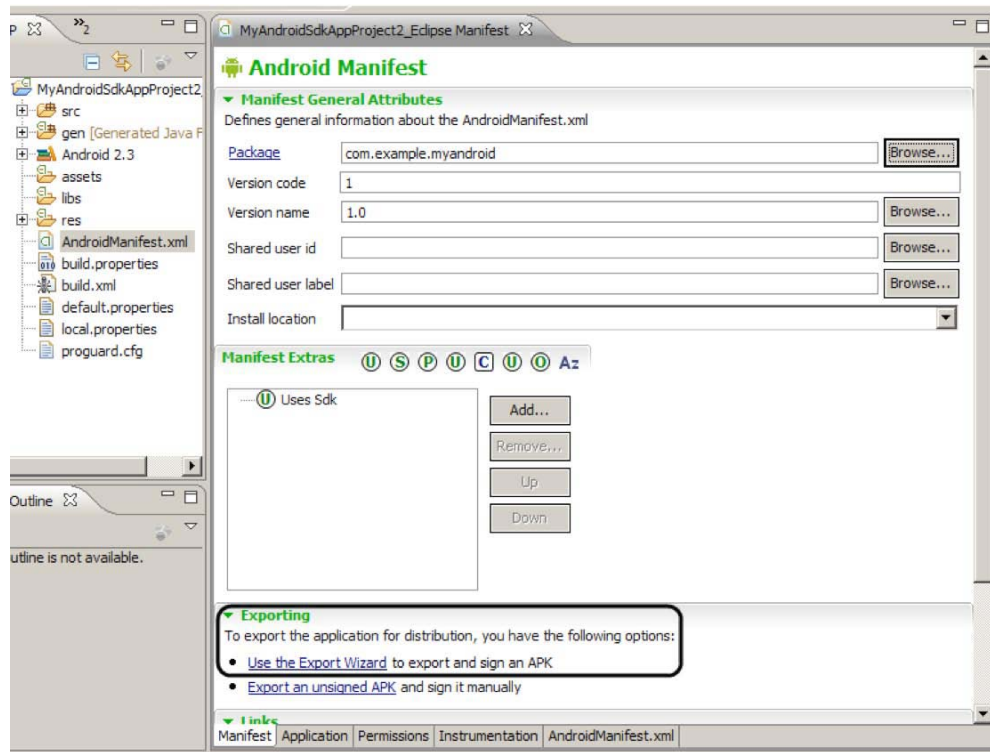 P
»2
MyAndroidSdkAppProject2_
src
gen [Generated Java F
Android 2.3
assets
libs
res
AndroidManifest.xml
build.properties
build.xml
default.properties
local.properties
proguard.cfg
Outline
utline is not available.
MyAndroidSdkAppProject2_Eclipse Manifest
Android Manifest
Manifest General Attributes
Defines general information about the AndroidManifest.xml
Package com.example.myandroid Browse...
Version code 1
Version name 1.0 Browse...
Shared user id Browse...
Shared user label Browse...
Install location
Manifest Extras U S P U C U O Az
U Uses Sdk
Add...
Remove...
Up
Down
Exporting
To export the application for distribution, you have the following options:
• Use the Export Wizard to export and sign an APK
• Export an unsigned APK and sign it manually
Links
Manifest Application Permissions Instrumentation AndroidManifest.xml